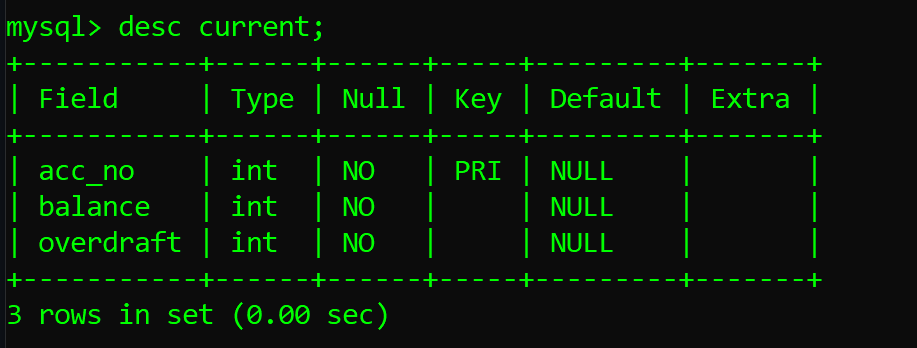 mysql> desc current;
+-----------+------+------+-----+---------+-------+
| Field     | Type | Null | Key | Default | Extra |
+-----------+------+------+-----+---------+-------+
| acc_no    | int  | NO   | PRI | NULL    |       |
| balance   | int  | NO   |     | NULL    |       |
| overdraft | int  | NO   |     | NULL    |       |
+-----------+------+------+-----+---------+-------+
3 rows in set (0.00 sec)